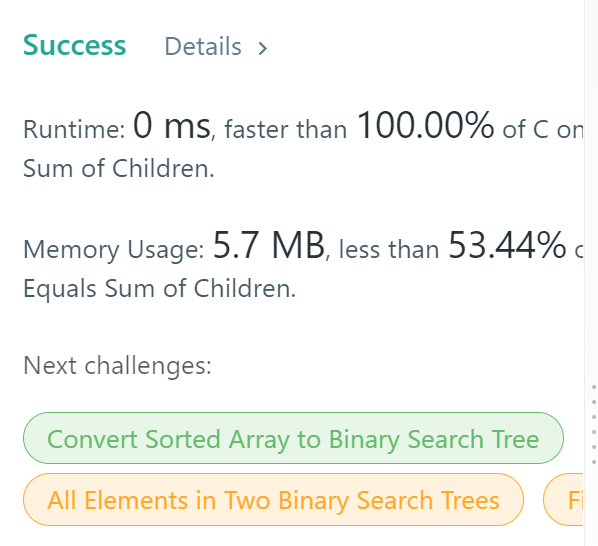 Success Details >
Runtime: 0 ms, faster than 100.00% of C on
Sum of Children.
Memory Usage: 5.7 MB, less than 53.44%
Equals Sum of Children.
Next challenges:
Convert Sorted Array to Binary Search Tree
All Elements in Two Binary Search Trees